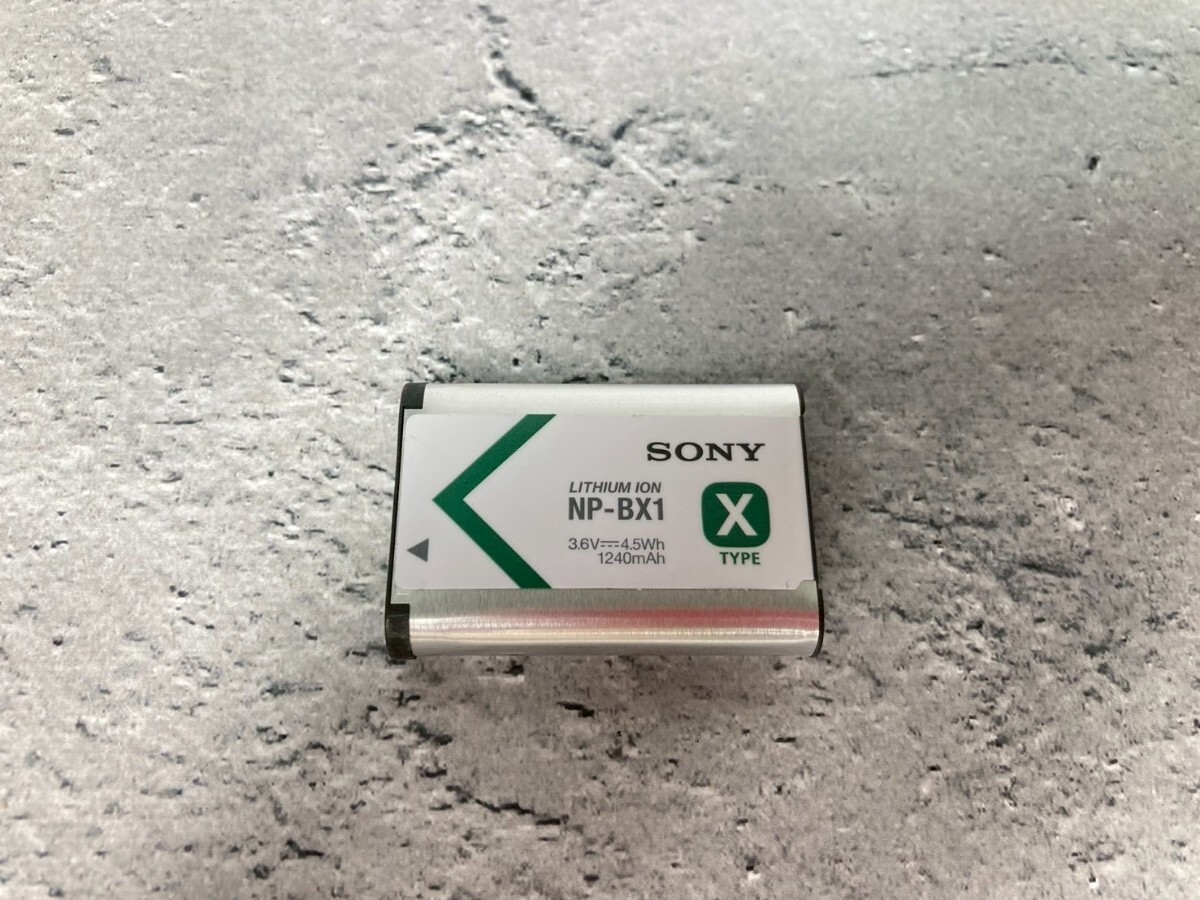 SONY
LITHIUM ION
NP-BX1
3.6V⎓4.5Wh
1240mAh
X
TYPE